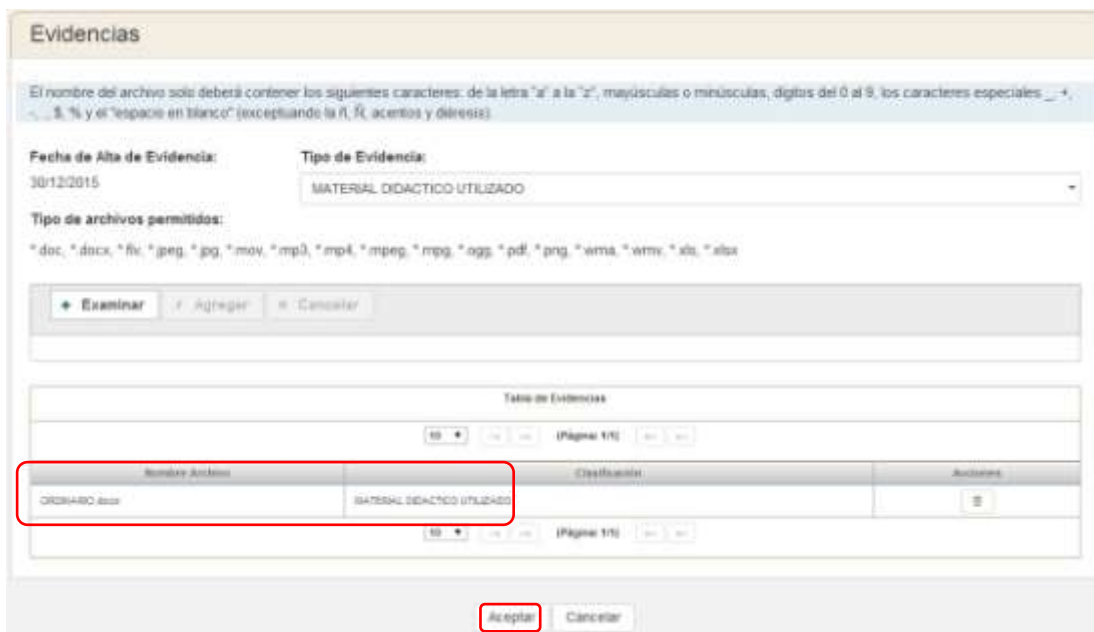 Evidencias
El nombre del archivo solo deberá contener los siguientes caracteres: de la letra "a" a la "z", mayúsculas o minúsculas, dígitos del 0 al 9, los caracteres especiales _, +,
-, ., $, % y el "espacio en blanco" (exceptuando la ñ, Ñ, acentos y diéresis).
Fecha de Alta de Evidencia: Tipo de Evidencia:
30/12/2015 MATERIAL DIDACTICO UTILIZADO
Tipo de archivos permitidos:
*.doc, *.docx, *.flv, *.jpeg, *.jpg, *.mov, *.mp3, *.mp4, *.mpeg, *.mpg, *.ogg, *.pdf, *.png, *.wma, *.wmv, *.xls, *.xlsx
+ Examinar Agregar Cancelar
Tabla de Evidencias
10 (Página: 1/1)
Nombre Archivo Clasificación Acciones
ORDINARIO.docx MATERIAL DIDACTICO UTILIZADO
10 (Página: 1/1)
Aceptar Cancelar